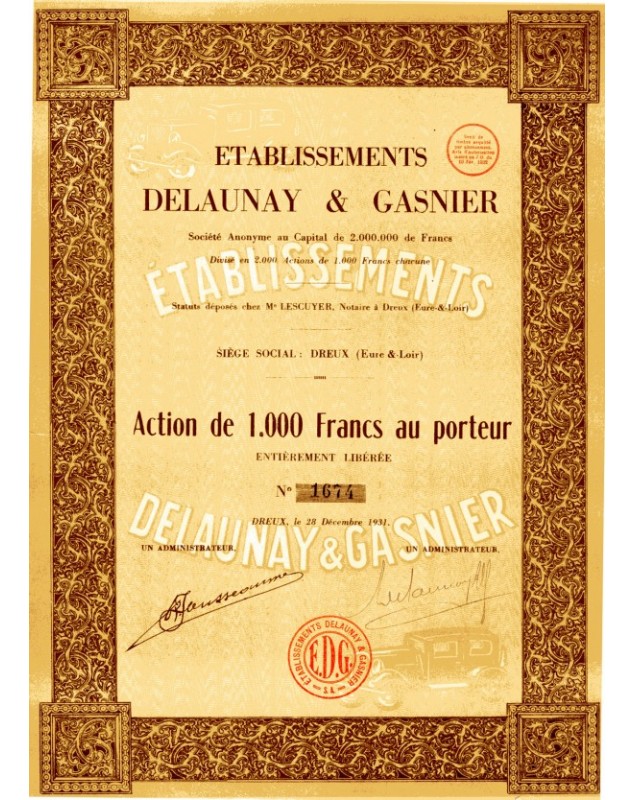 ETABLISSEMENTS
DELAUNAY & GASNIER
Société Anonyme au Capital de 2.000.000 de Francs
Divisé en 2.000 Actions de 1.000 Francs chacune
ÉTABLISSEMENTS
Statuts déposés chez Me LESCUYER, Notaire à Dreux (Eure-&-Loir)
SIÈGE SOCIAL : DREUX (Eure & Loir)
Action de 1.000 Francs au porteur
ENTIÈREMENT LIBÉRÉE
No 1674
DELAUNAY & GASNIER
DREUX, le 28 Décembre 1931.
UN ADMINISTRATEUR.
UN ADMINISTRATEUR.
ETABLISSEMENTS DELAUNAY & GASNIER
E.D.G.
S.A.